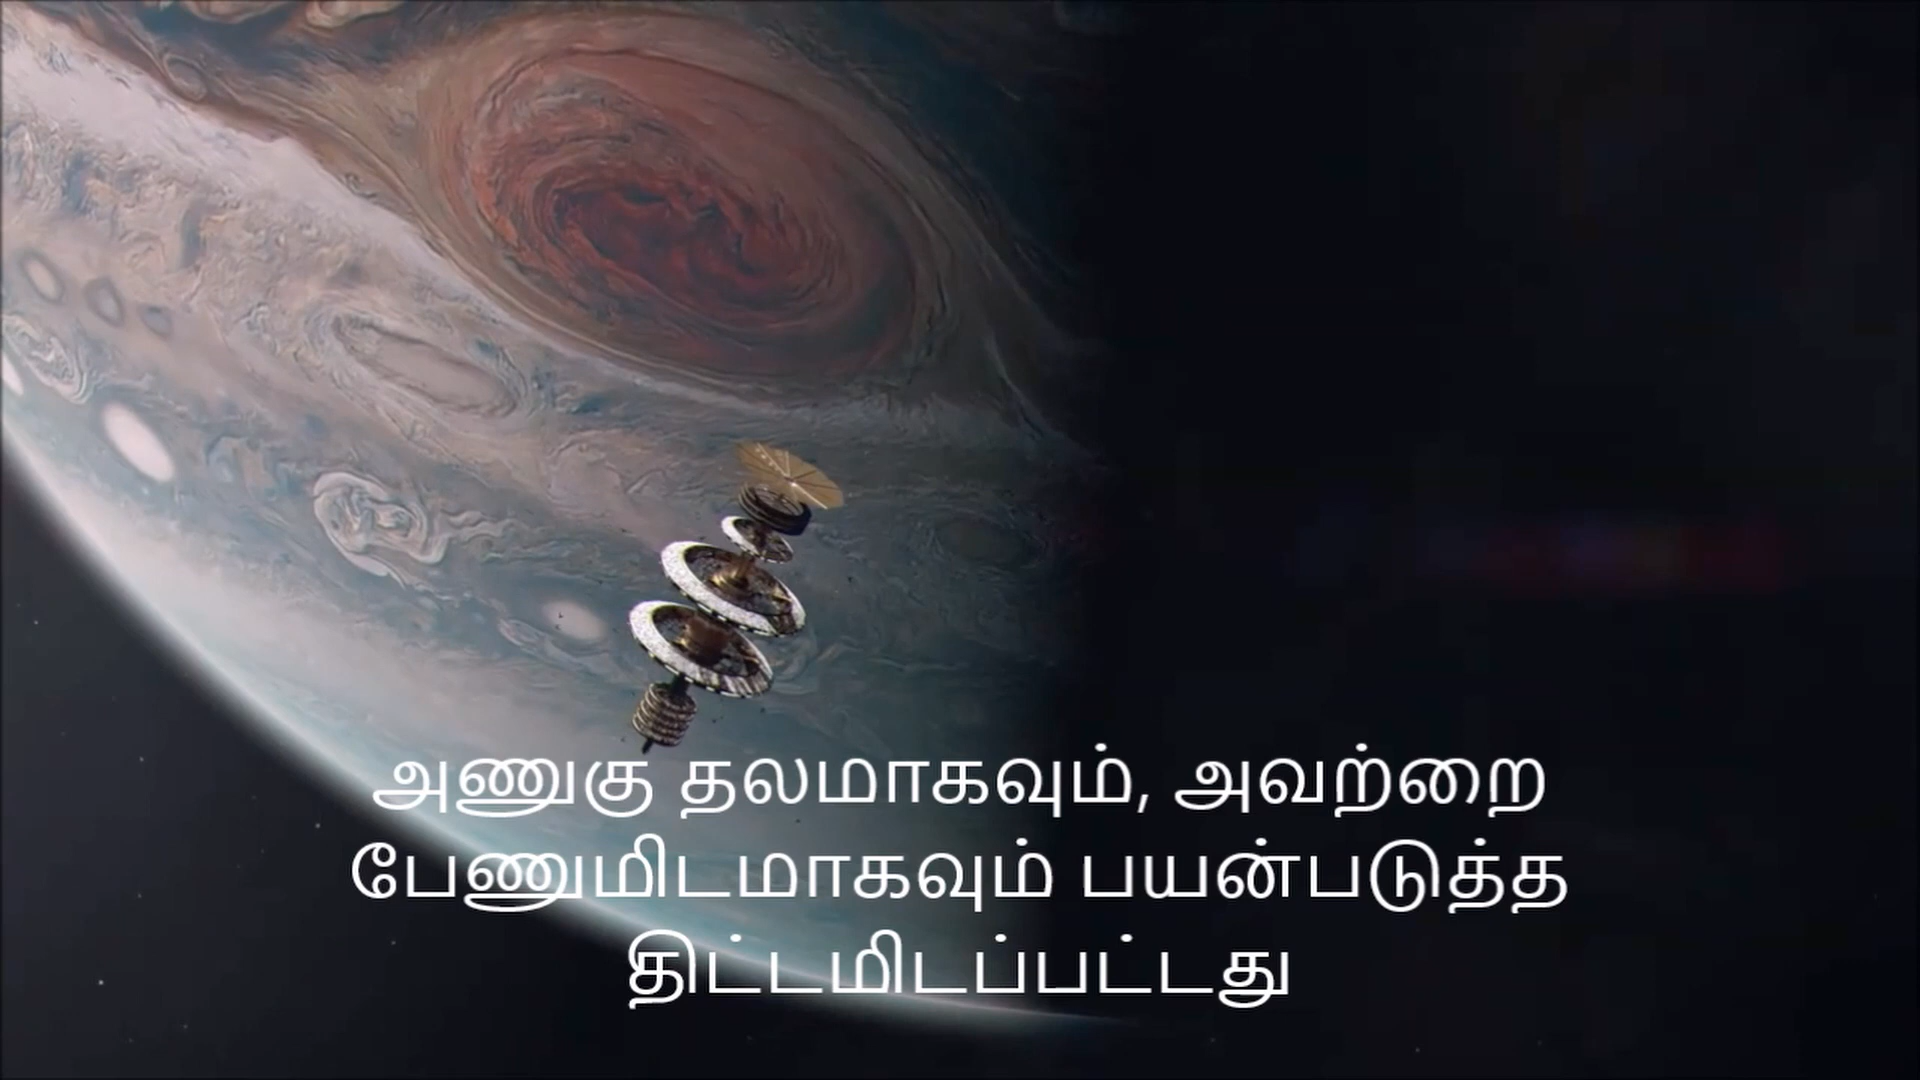 அணுகு தலமாகவும், அவற்றை
பேணுமிடமாகவும் பயன்படுத்த
திட்டமிடப்பட்டது